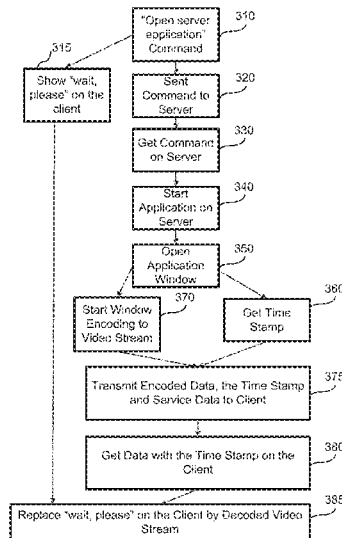 310
"Open server
application"
Command
315
Show "wait,
please" on the
client
320
Sent
Command to
Server
330
Get Command
on Server
340
Start
Application on
Server
350
Open
Application
Window
370
Start Window
Encoding to
Video Stream
360
Get Time
Stamp
375
Transmit Encoded Data, the Time Stamp
and Service Data to Client
380
Get Data with the Time Stamp on the
Client
385
Replace "wait, please" on the Client by Decoded Video
Stream